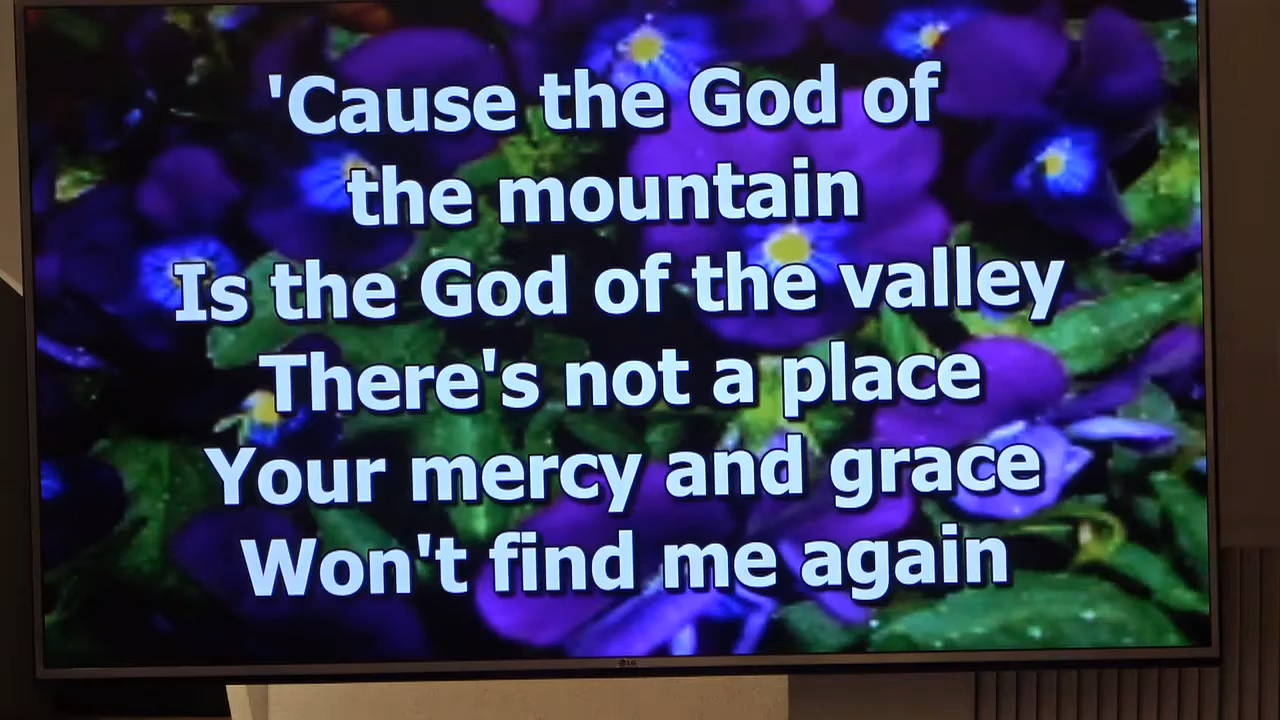 'Cause the God of
the mountain
Is the God of the valley
There's not a place
Your mercy and grace
Won't find me again
LG